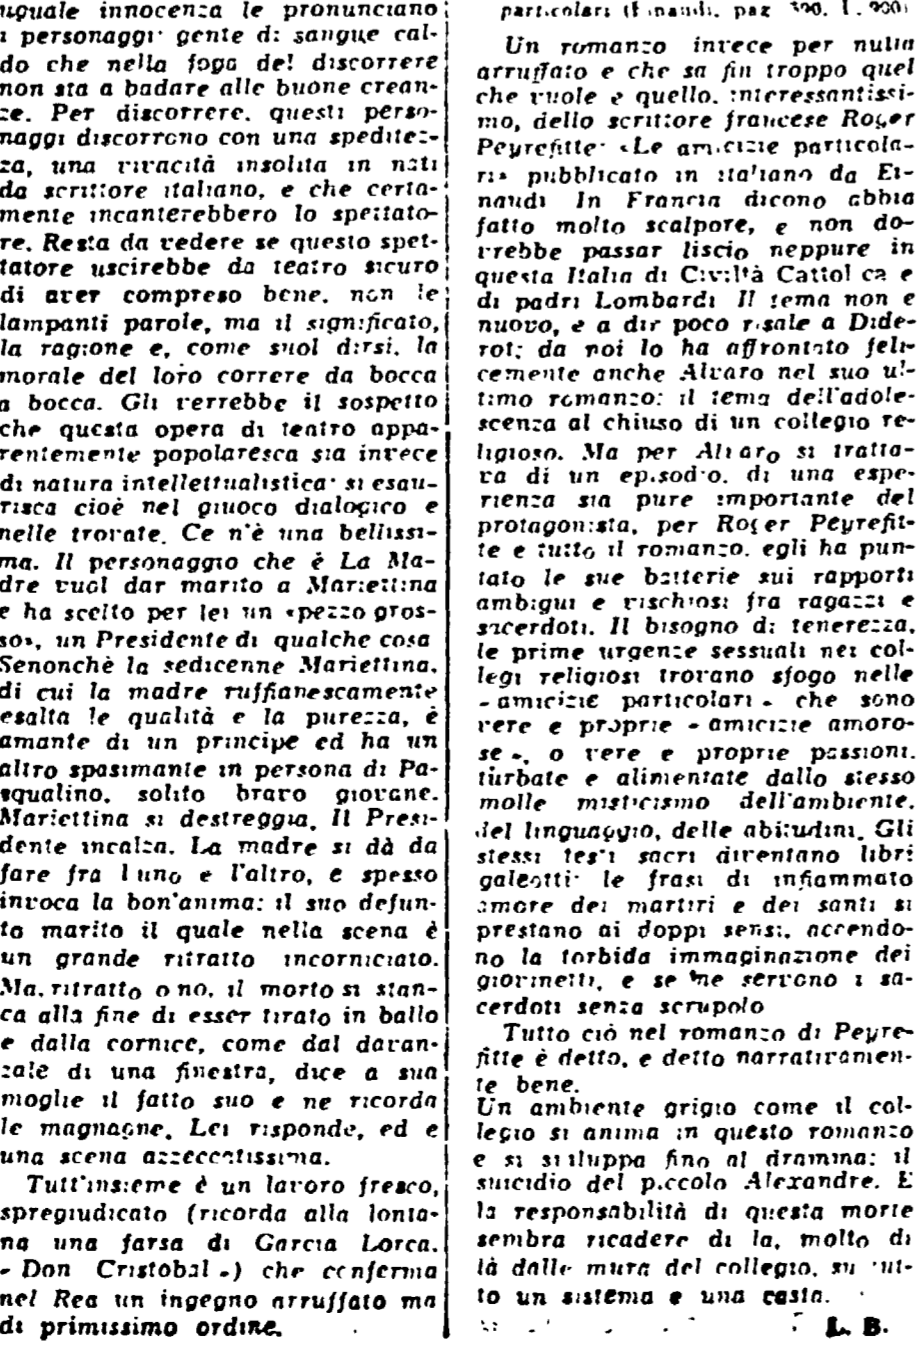 uguale innocenza le pronunciano
i personaggi: gente di sangue cal-
do che nella foga del discorrere
non sta a badare alle buone crean-
ze. Per discorrere, questi perso-
naggi discorrono con una speditez-
za, una vivacità insolita in nati
da scrittore italiano, e che certa-
mente incanterebbero lo spettato-
re. Resta da vedere se questo spet-
tatore uscirebbe da teatro sicuro
di aver compreso bene, non le
lampanti parole, ma il significato,
la ragione e, come suol dirsi, la
morale del loro correre da bocca
a bocca. Gli verrebbe il sospetto
che questa opera di teatro appa-
rentemente popolaresca sia invece
di natura intellettualistica: si esau-
risca cioè nel giuoco dialogico e
nelle trovate. Ce n'è una bellissi-
ma. Il personaggio che è La Ma-
dre vuol dar marito a Mariettina
e ha scelto per lei un «pezzo gros-
so», un Presidente di qualche cosa
Senonchè la sedicenne Mariettina,
di cui la madre ruffianescamente
esalta le qualità e la purezza, è
amante di un principe ed ha un
altro spasimante in persona di Pa-
squalino, solito bravo giovane.
Mariettina si destreggia. Il Presi-
dente incalza. La madre si dà da
fare fra l'uno e l'altro, e spesso
invoca la bon'anima: il suo defun-
to marito il quale nella scena è
un grande ritratto incorniciato.
Ma, ritratto o no, il morto si stan-
ca alla fine di esser tirato in ballo
e dalla cornice, come dal davan-
zale di una finestra, dice a sua
moglie il fatto suo e ne ricorda
le magagne. Lei risponde, ed è
una scena azzeccatissima.
Tutt'insieme è un lavoro fresco,
spregiudicato (ricorda alla lonta-
na una farsa di Garcia Lorca,
- Don Cristobal -) che conferma
nel Rea un ingegno arruffato ma
di primissimo ordine.
particolari (Einaudi, pag. 390, L. 900)
Un romanzo invece per nulla
arruffato e che sa fin troppo quel
che vuole è quello, interessantissi-
mo, dello scrittore francese Roger
Peyrefitte: «Le amicizie particola-
ri» pubblicato in italiano da Ei-
naudi In Francia dicono abbia
fatto molto scalpore, e non do-
vrebbe passar liscio neppure in
questa Italia di Civiltà Cattolica e
di padri Lombardi Il tema non è
nuovo, e a dir poco risale a Dide-
rot; da noi lo ha affrontato feli-
cemente anche Alvaro nel suo ul-
timo romanzo: il tema dell'adole-
scenza al chiuso di un collegio re-
ligioso. Ma per Alvaro si tratta-
va di un episodio, di una espe-
rienza sia pure importante del
protagonista, per Roger Peyrefit-
te è tutto il romanzo. egli ha pun-
tato le sue batterie sui rapporti
ambigui e rischiosi fra ragazzi e
sacerdoti. Il bisogno di tenerezza,
le prime urgenze sessuali nei col-
legi religiosi trovano sfogo nelle
- amicizie particolari - che sono
vere e proprie - amicizie amoro-
se -, o vere e proprie passioni,
turbate e alimentate dallo stesso
molle misticismo dell'ambiente,
del linguaggio, delle abitudini. Gli
stessi testi sacri diventano libri
galeotti: le frasi di infiammato
amore dei martiri e dei santi si
prestano ai doppi sensi, accendo-
no la torbida immaginazione dei
giovinetti, e se ne servono i sa-
cerdoti senza scrupolo
Tutto ciò nel romanzo di Peyre-
fitte è detto, e detto narrativamen-
te bene.
Un ambiente grigio come il col-
legio si anima in questo romanzo
e si sviluppa fino al dramma: il
suicidio del piccolo Alexandre. E
la responsabilità di questa morte
sembra ricadere di là, molto di
là dalle mura del collegio, su tut-
to un sistema e una casta.
L. B.